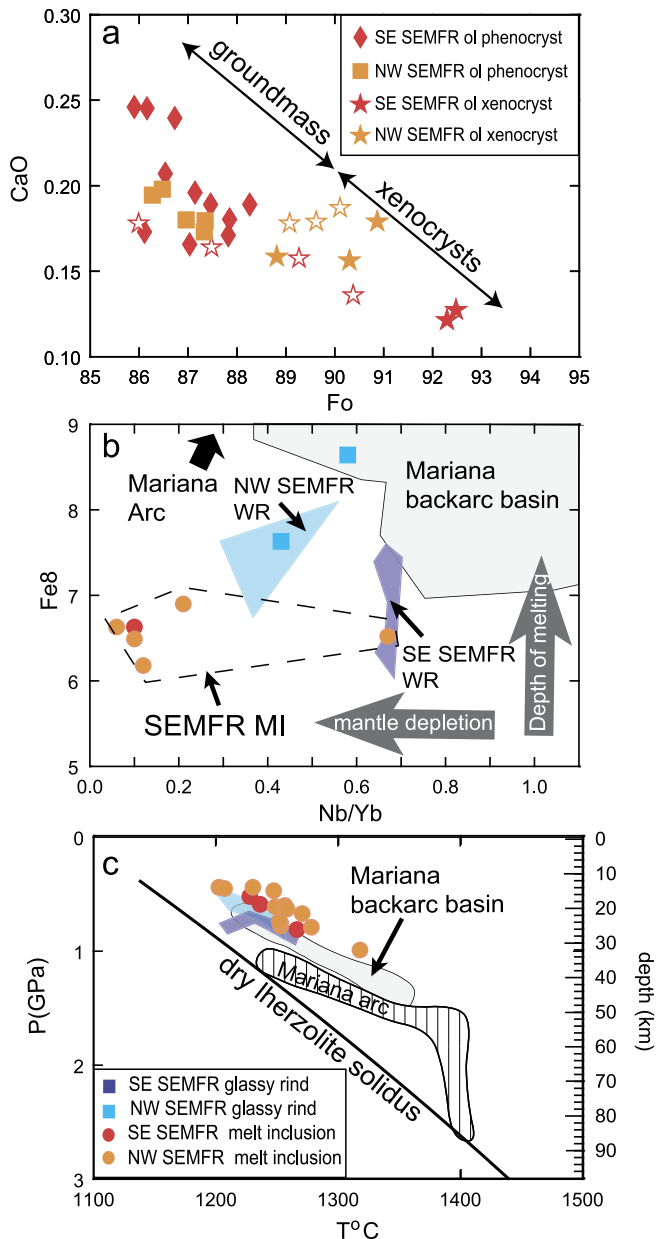 a
0.30
0.25
0.20
0.15
0.10
CaO
groundmass
xenocrysts
SE SEMFR ol phenocryst
NW SEMFR ol phenocryst
SE SEMFR ol xenocryst
NW SEMFR ol xenocryst
85 86 87 88 89 90 91 92 93 94 95
Fo
b
9
8
7
6
5
Fe8
Mariana
Arc
NW SEMFR
WR
Mariana
backarc basin
SE SEMFR
WR
SEMFR MI
mantle depletion
Depth of melting
0.0 0.2 0.4 0.6 0.8 1.0
Nb/Yb
c
0
1
2
3
P(GPa)
Mariana
backarc basin
Mariana arc
dry lherzolite solidus
SE SEMFR glassy rind
NW SEMFR glassy rind
SE SEMFR melt inclusion
NW SEMFR melt inclusion
0
10
20
30
40
50
60
70
80
90
depth (km)
1100 1200 1300 1400 1500
T°C